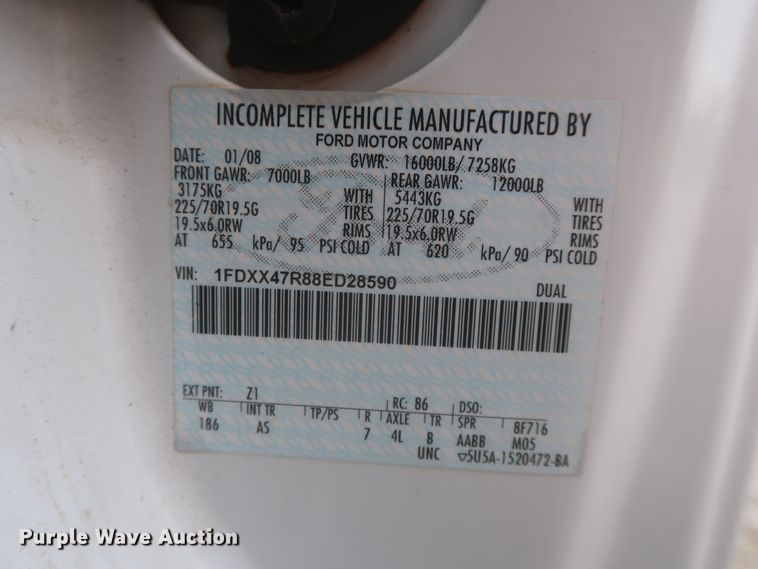 INCOMPLETE VEHICLE MANUFACTURED BY
FORD MOTOR COMPANY
DATE: 01/08 GVWR: 16000LB/ 7258KG
FRONT GAWR: 7000LB REAR GAWR: 12000LB
3175KG WITH 5443KG WITH
225/70R19.5G TIRES 225/70R19.5G TIRES
19.5x6.0RW RIMS 19.5x6.0RW RIMS
AT 655 kPa/ 95 PSI COLD AT 620 kPa/ 90 PSI COLD
VIN: 1FDXX47R88ED28590 DUAL
EXT PNT: Z1 RC: 86 DSO:
WB INT TR TP/PS R AXLE TR SPR 8F716
186 AS 7 4L B AABB M05
UNC 5U5A-1520472-BA
Purple Wave Auction